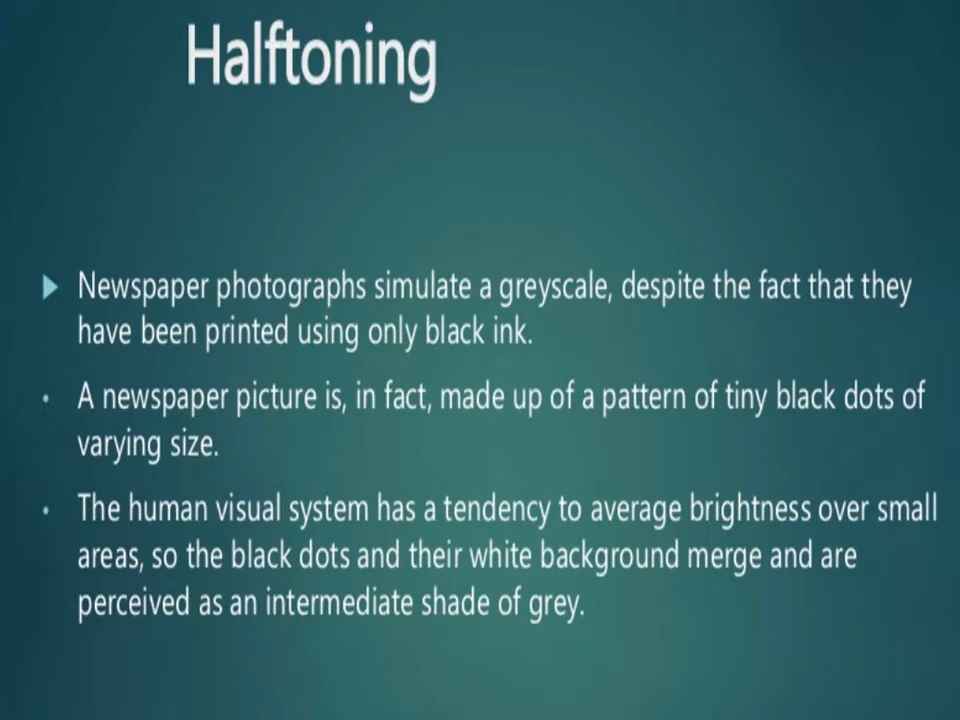 Halftoning
Newspaper photographs simulate a greyscale, despite the fact that they
have been printed using only black ink.
A newspaper picture is, in fact, made up of a pattern of tiny black dots of
varying size.
The human visual system has a tendency to average brightness over small
areas, so the black dots and their white background merge and are
perceived as an intermediate shade of grey.